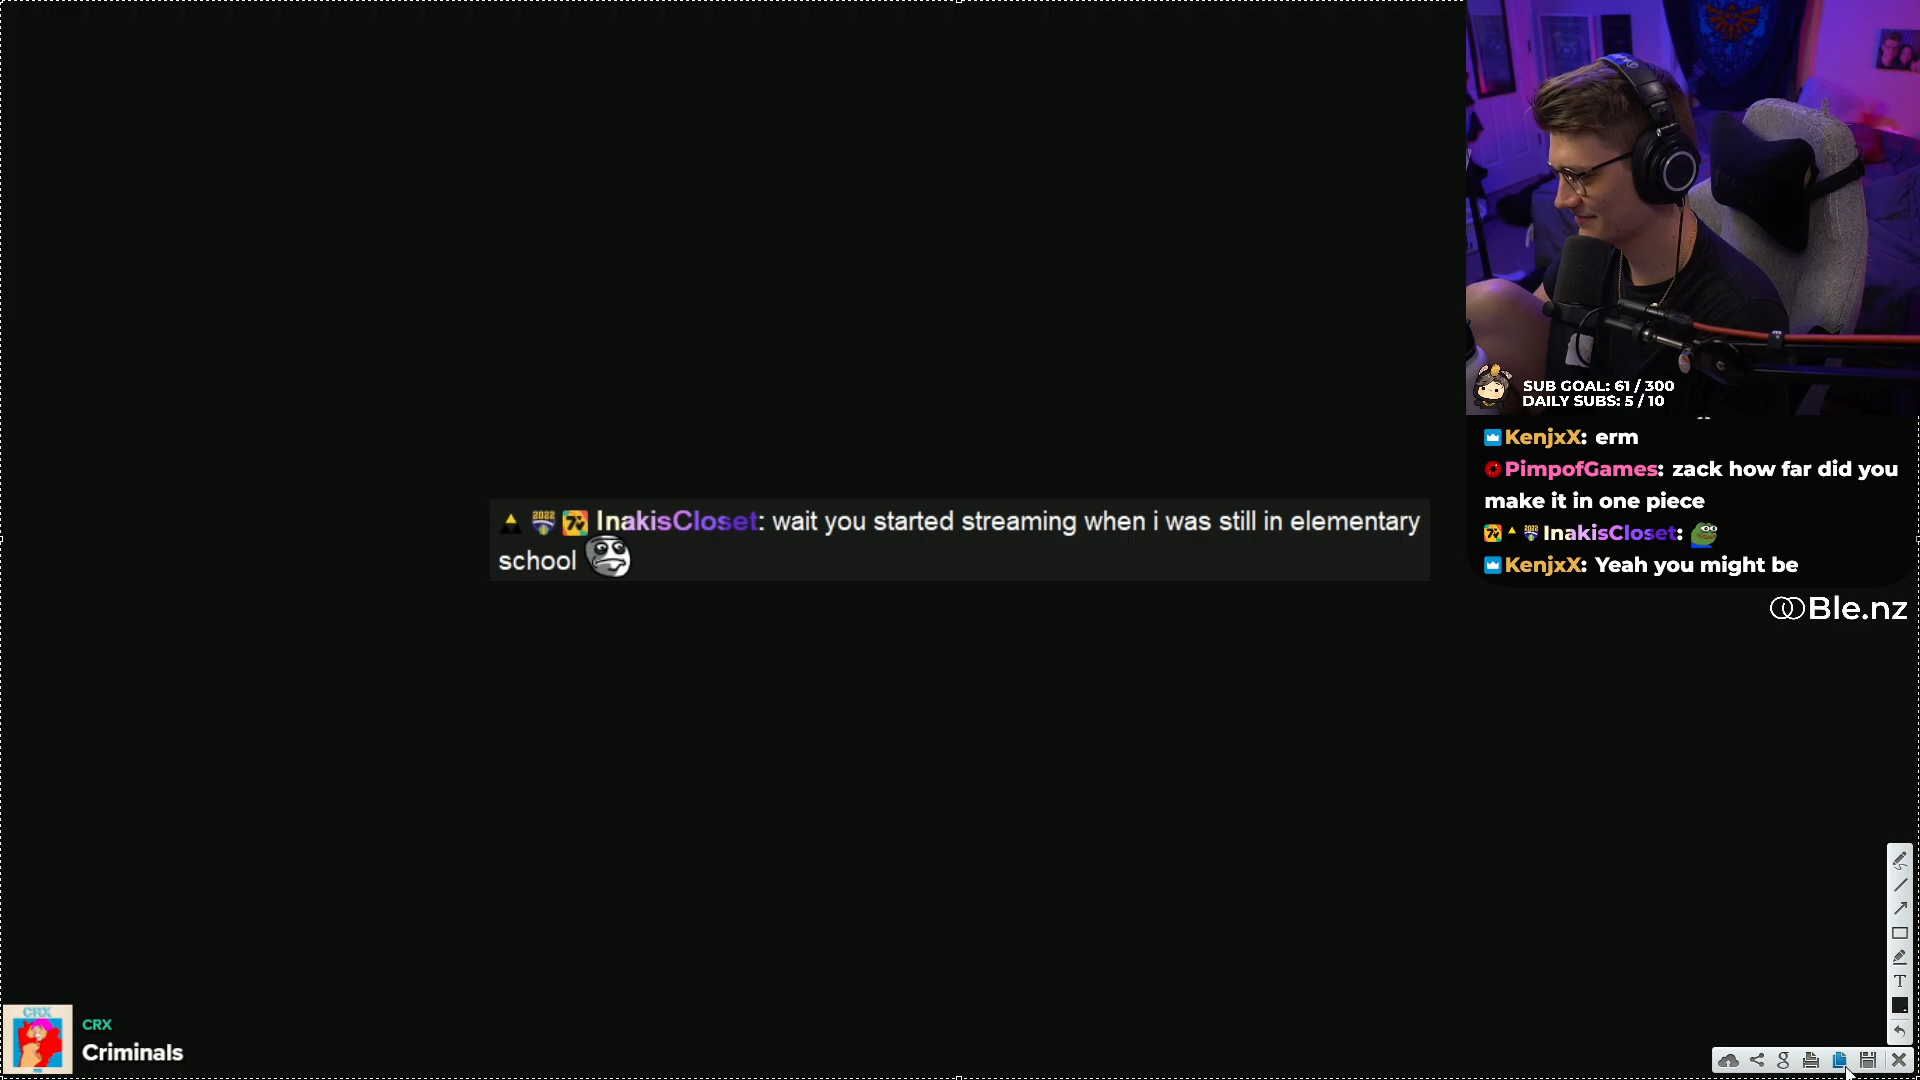 SUB GOAL: 61 / 300
DAILY SUBS: 5 / 10
KenjxX: erm
PimpofGames: zack how far did you
make it in one piece
InakisCloset:
KenjxX: Yeah you might be
Ble.nz
2022 InakisCloset: wait you started streaming when i was still in elementary
school
CRX
CRX
Criminals